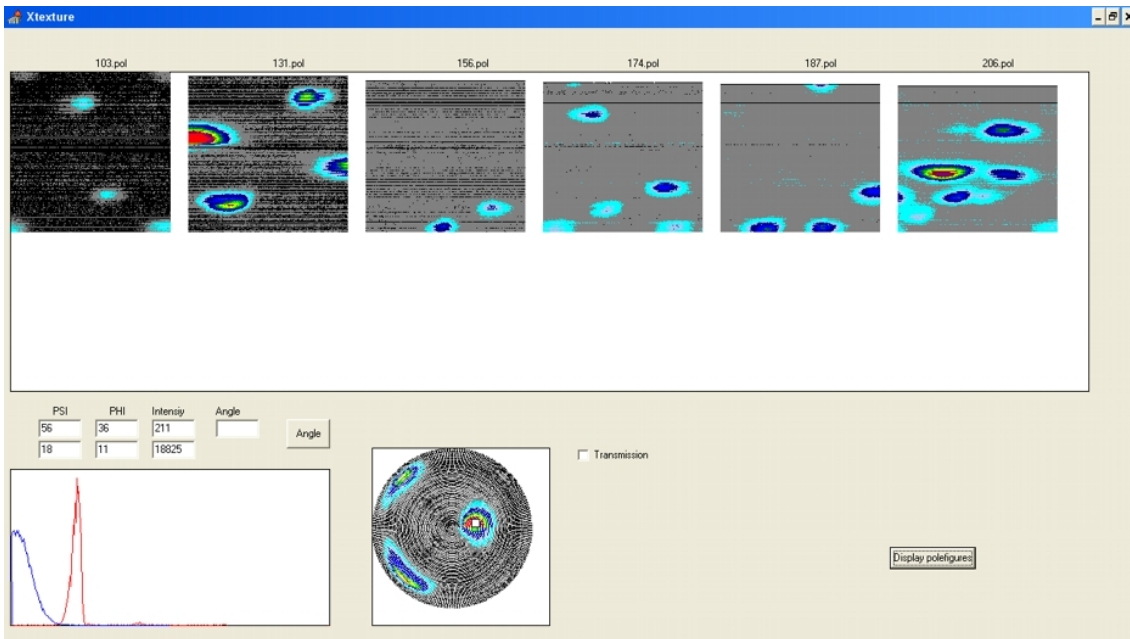 Xtexture
103.pol 131.pol 156.pol 174.pol 187.pol 206.pol
PSI PHI Intensiy Angle
56 36 211
Angle
18 11 18825
Transmission
Display polefigures